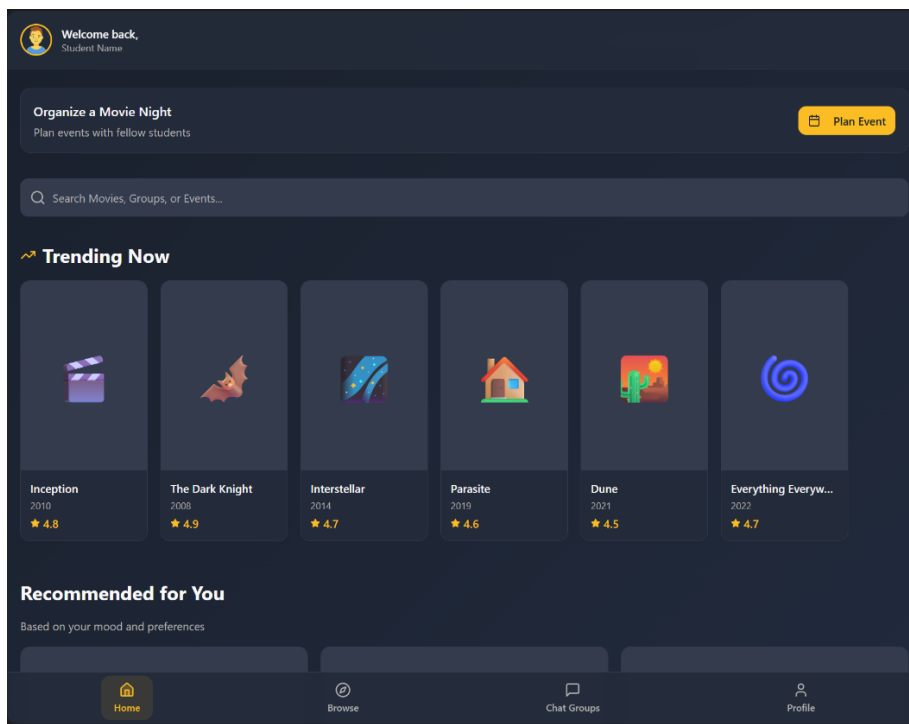 Welcome back,
Student Name
Organize a Movie Night
Plan events with fellow students
Plan Event
Search Movies, Groups, or Events...
Trending Now
Inception
2010
4.8
The Dark Knight
2008
4.9
Interstellar
2014
4.7
Parasite
2019
4.6
Dune
2021
4.5
Everything Everyw...
2022
4.7
Recommended for You
Based on your mood and preferences
Home
Browse
Chat Groups
Profile